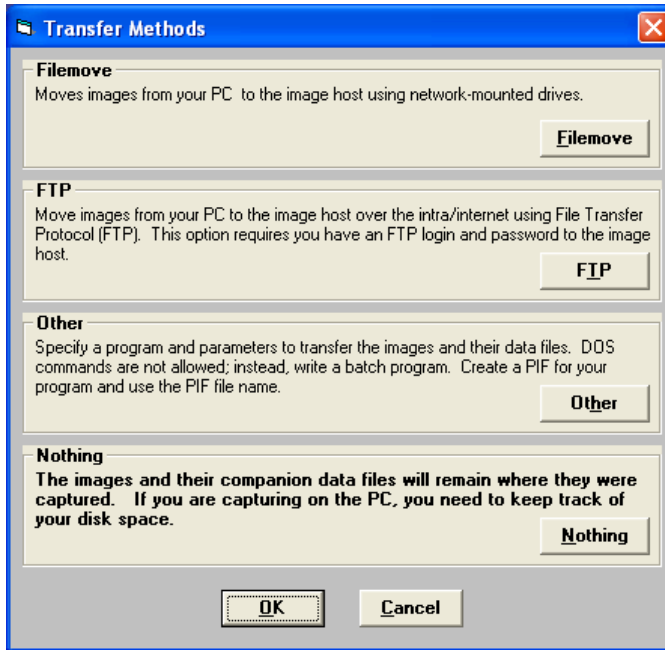 Transfer Methods
Filemove
Moves images from your PC  to the image host using network-mounted drives.
Filemove
FTP
Move images from your PC to the image host over the intra/internet using File Transfer
Protocol (FTP).  This option requires you have an FTP login and password to the image
host.
FTP
Other
Specify a program and parameters to transfer the images and their data files.  DOS
commands are not allowed; instead, write a batch program.  Create a PIF for your
program and use the PIF file name.
Other
Nothing
The images and their companion data files will remain where they were
captured.   If you are capturing on the PC, you need to keep track of
your disk space.
Nothing
OK
Cancel